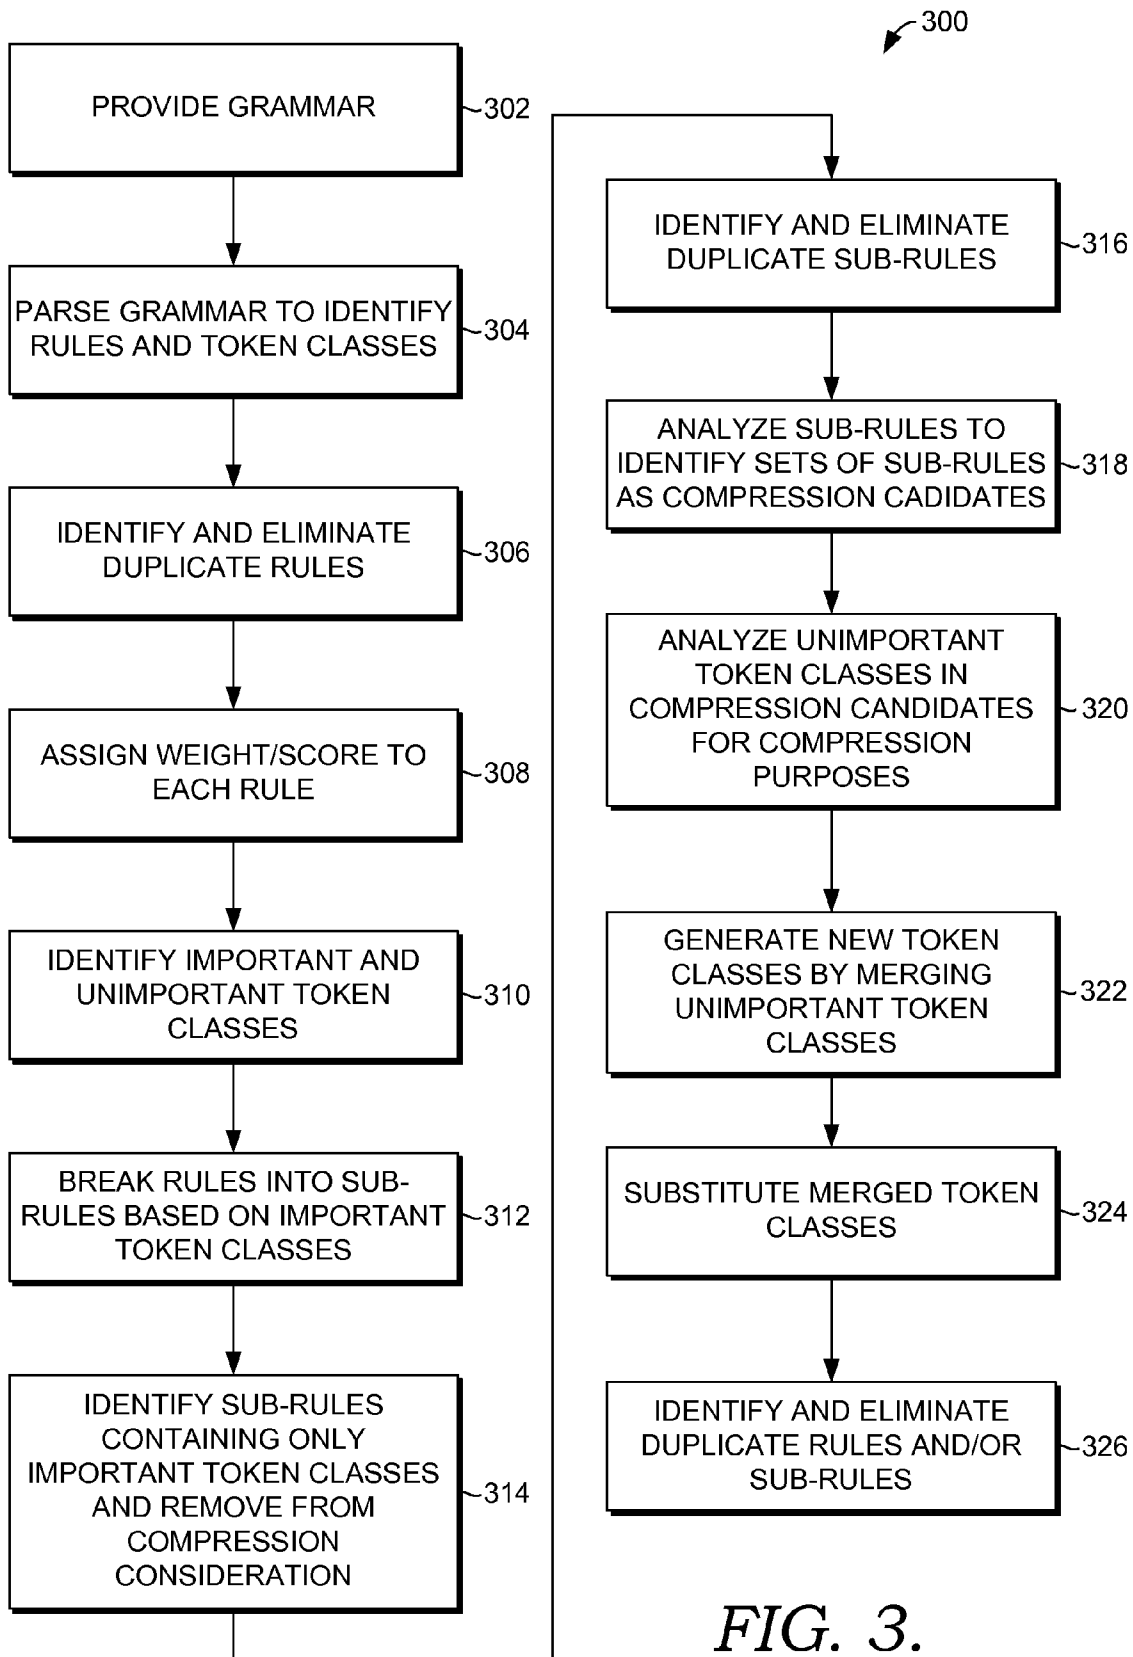 300
PROVIDE GRAMMAR
302
PARSE GRAMMAR TO IDENTIFY
RULES AND TOKEN CLASSES
304
IDENTIFY AND ELIMINATE
DUPLICATE RULES
306
ASSIGN WEIGHT/SCORE TO
EACH RULE
308
IDENTIFY IMPORTANT AND
UNIMPORTANT TOKEN
CLASSES
310
BREAK RULES INTO SUB-
RULES BASED ON IMPORTANT
TOKEN CLASSES
312
IDENTIFY SUB-RULES
CONTAINING ONLY
IMPORTANT TOKEN CLASSES
AND REMOVE FROM
COMPRESSION
CONSIDERATION
314
IDENTIFY AND ELIMINATE
DUPLICATE SUB-RULES
316
ANALYZE SUB-RULES TO
IDENTIFY SETS OF SUB-RULES
AS COMPRESSION CADIDATES
318
ANALYZE UNIMPORTANT
TOKEN CLASSES IN
COMPRESSION CANDIDATES
FOR COMPRESSION
PURPOSES
320
GENERATE NEW TOKEN
CLASSES BY MERGING
UNIMPORTANT TOKEN
CLASSES
322
SUBSTITUTE MERGED TOKEN
CLASSES
324
IDENTIFY AND ELIMINATE
DUPLICATE RULES AND/OR
SUB-RULES
326
FIG. 3.